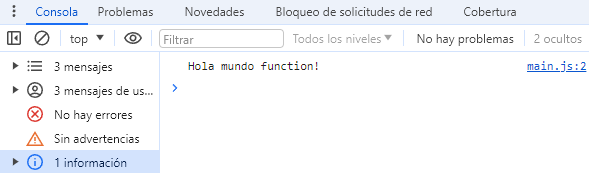 Consola Problemas Novedades Bloqueo de solicitudes de red Cobertura
top Filtrar Todos los niveles No hay problemas 2 ocultos
3 mensajes
3 mensajes de us...
No hay errores
Sin advertencias
1 información
Hola mundo function! main.js:2
>